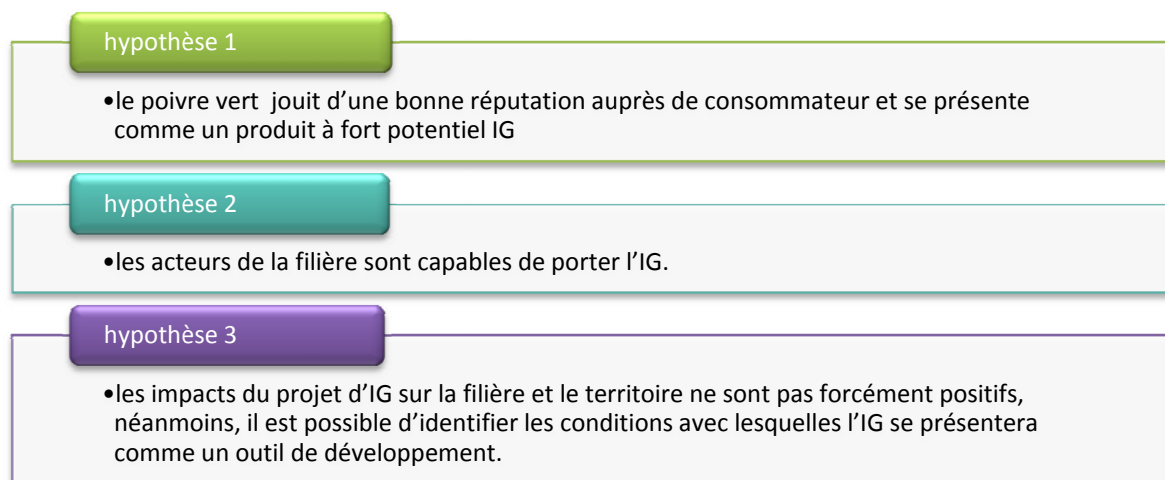 hypothèse 1
•le poivre vert jouit d’une bonne réputation auprès de consommateur et se présente
comme un produit à fort potentiel IG
hypothèse 2
•les acteurs de la filière sont capables de porter l’IG.
hypothèse 3
•les impacts du projet d’IG sur la filière et le territoire ne sont pas forcément positifs,
néanmoins, il est possible d’identifier les conditions avec lesquelles l’IG se présentera
comme un outil de développement.